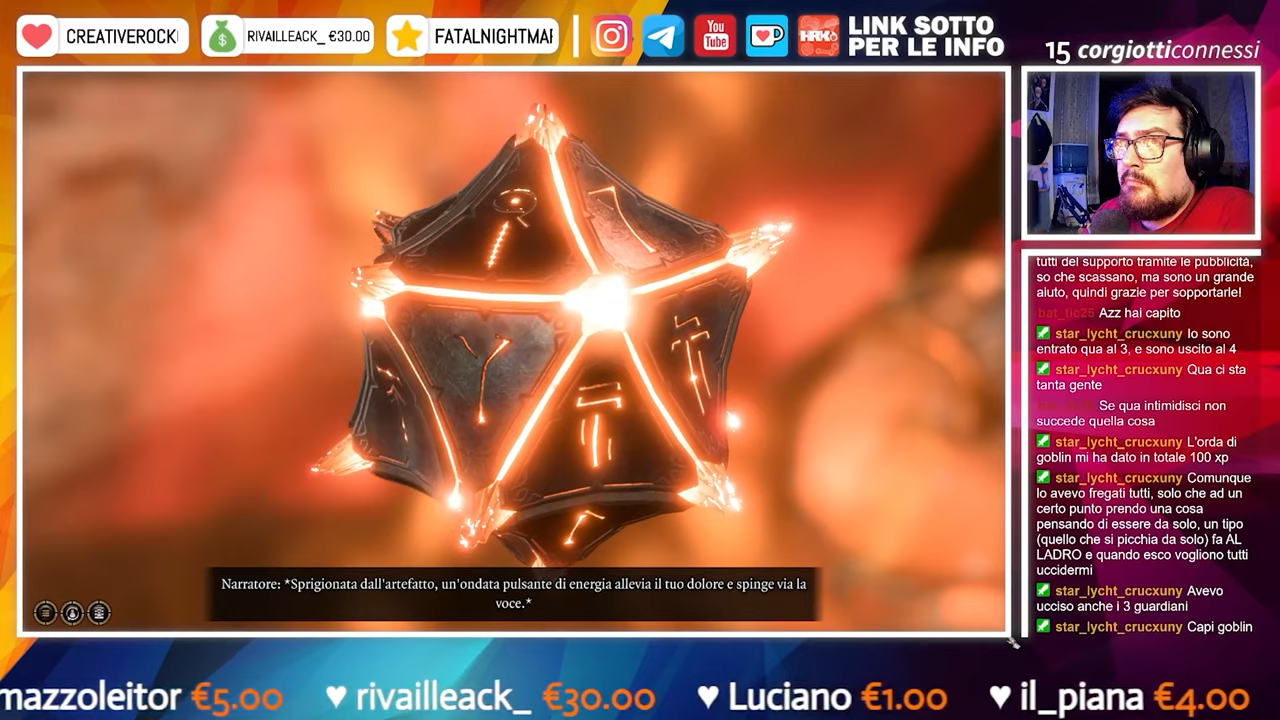 CREATIVEROCK
RIVAILLEACK_ €30.00
FATALNIGHTMAR
You
Tube
HRK
LINK SOTTO
PER LE INFO
15 corgiotticonnessi
tutti del supporto tramite le pubblicità,
so che scassano, ma sono un grande
aiuto, quindi grazie per sopportarle!
bat_tic25 Azz hai capito
star_lycht_crucxuny Io sono
entrato qua al 3, e sono uscito al 4
star_lycht_crucxuny Qua ci sta
tanta gente
Se qua intimidisci non
succede quella cosa
star_lycht_crucxuny L'orda di
goblin mi ha dato in totale 100 xp
star_lycht_crucxuny Comunque
lo avevo fregati tutti, solo che ad un
certo punto prendo una cosa
pensando di essere da solo, un tipo
(quello che si picchia da solo) fa AL
LADRO e quando esco vogliono tutti
uccidermi
star_lycht_crucxuny Avevo
ucciso anche i 3 guardiani
star_lycht_crucxuny Capi goblin
Narratore: *Sprigionata dall'artefatto, un'ondata pulsante di energia allevia il tuo dolore e spinge via la
voce.*
mazzoleitor €5.00 ♥ rivailleack_ €30.00 ♥ Luciano €1.00 ♥ il_piana €4.00